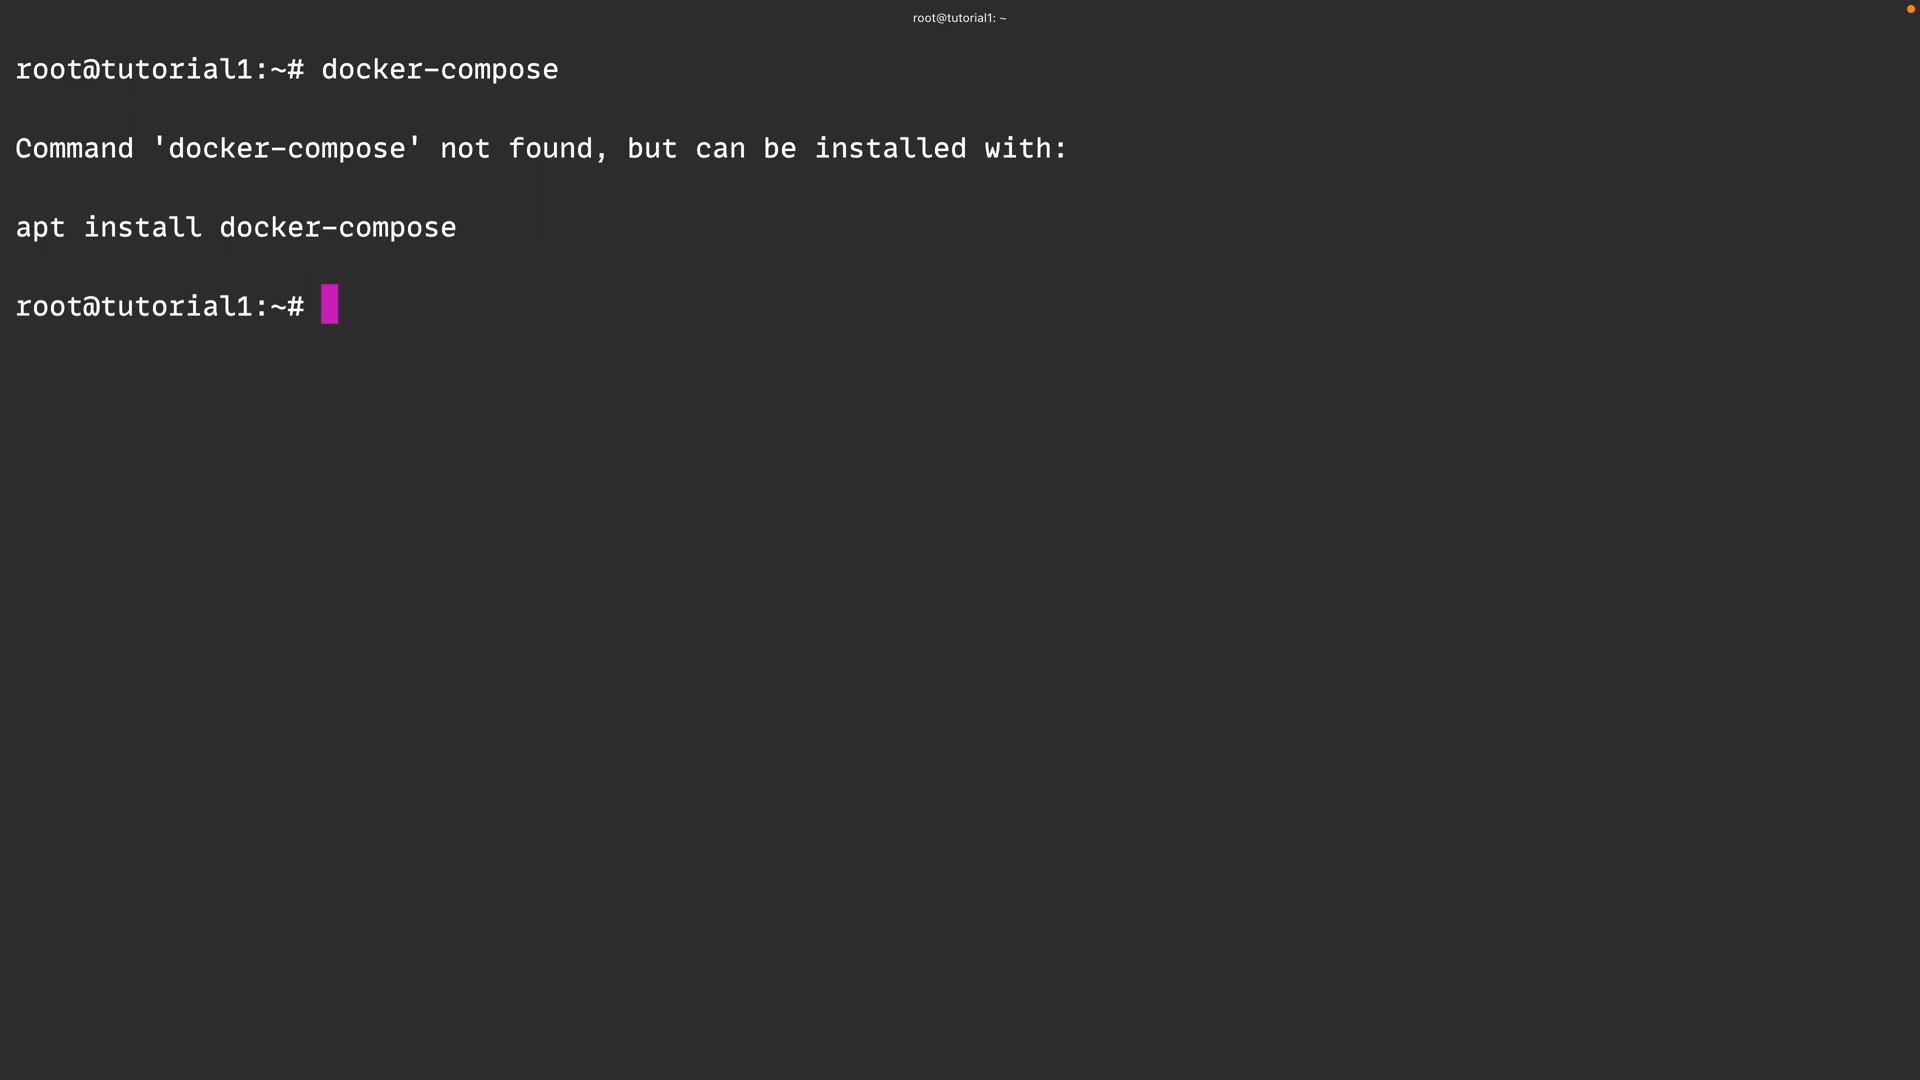 root@tutorial1: ~
root@tutorial1:~# docker-compose
Command 'docker-compose' not found, but can be installed with:
apt install docker-compose
root@tutorial1:~#